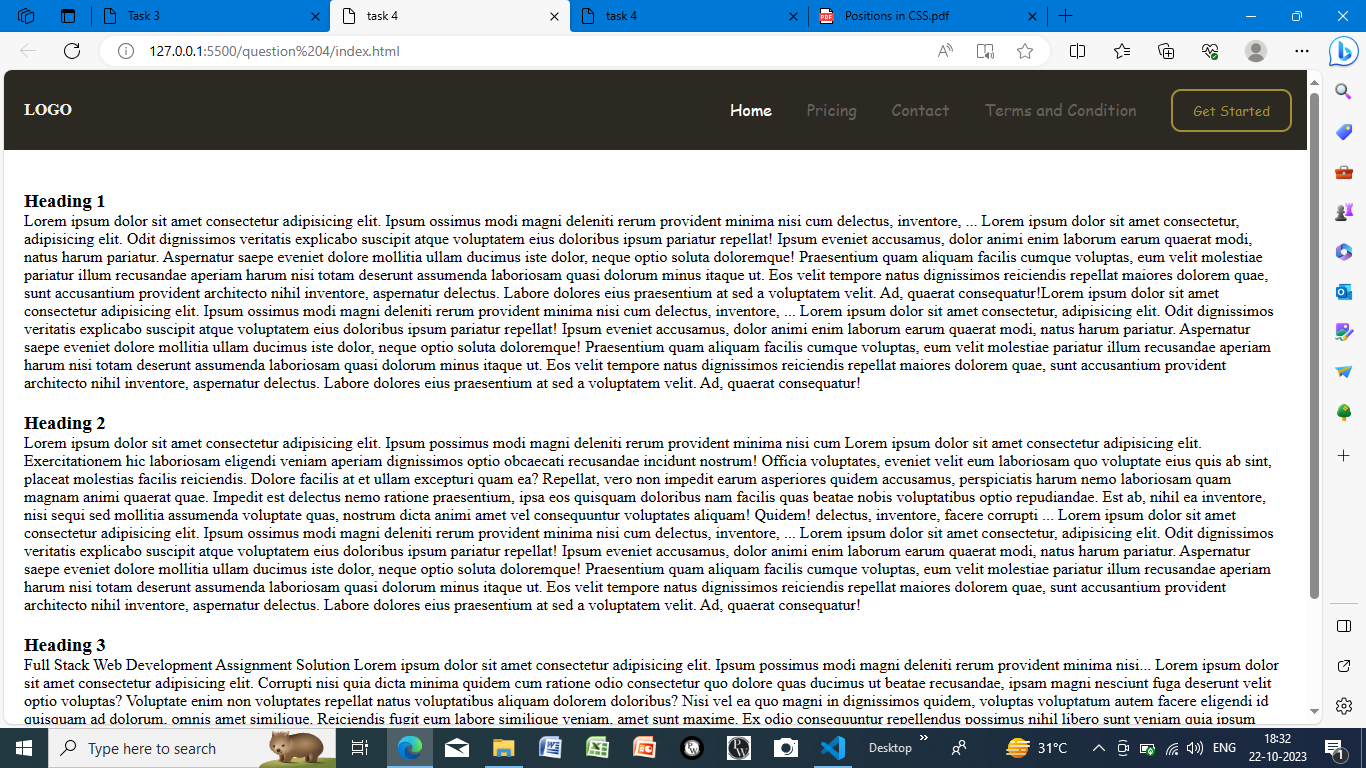 Task 3
task 4
task 4
PDF
Positions in CSS.pdf
127.0.0.1:5500/question%204/index.html
LOGO
Home
Pricing
Contact
Terms and Condition
Get Started
Heading 1
Lorem ipsum dolor sit amet consectetur adipisicing elit. Ipsum ossimus modi magni deleniti rerum provident minima nisi cum delectus, inventore, ... Lorem ipsum dolor sit amet consectetur,
adipisicing elit. Odit dignissimos veritatis explicabo suscipit atque voluptatem eius doloribus ipsum pariatur repellat! Ipsum eveniet accusamus, dolor animi enim laborum earum quaerat modi,
natus harum pariatur. Aspernatur saepe eveniet dolore mollitia ullam ducimus iste dolor, neque optio soluta doloremque! Praesentium quam aliquam facilis cumque voluptas, eum velit molestiae
pariatur illum recusandae aperiam harum nisi totam deserunt assumenda laboriosam quasi dolorum minus itaque ut. Eos velit tempore natus dignissimos reiciendis repellat maiores dolorem quae,
sunt accusantium provident architecto nihil inventore, aspernatur delectus. Labore dolores eius praesentium at sed a voluptatem velit. Ad, quaerat consequatur!Lorem ipsum dolor sit amet
consectetur adipisicing elit. Ipsum ossimus modi magni deleniti rerum provident minima nisi cum delectus, inventore, ... Lorem ipsum dolor sit amet consectetur, adipisicing elit. Odit dignissimos
veritatis explicabo suscipit atque voluptatem eius doloribus ipsum pariatur repellat! Ipsum eveniet accusamus, dolor animi enim laborum earum quaerat modi, natus harum pariatur. Aspernatur
saepe eveniet dolore mollitia ullam ducimus iste dolor, neque optio soluta doloremque! Praesentium quam aliquam facilis cumque voluptas, eum velit molestiae pariatur illum recusandae aperiam
harum nisi totam deserunt assumenda laboriosam quasi dolorum minus itaque ut. Eos velit tempore natus dignissimos reiciendis repellat maiores dolorem quae, sunt accusantium provident
architecto nihil inventore, aspernatur delectus. Labore dolores eius praesentium at sed a voluptatem velit. Ad, quaerat consequatur!
Heading 2
Lorem ipsum dolor sit amet consectetur adipisicing elit. Ipsum possimus modi magni deleniti rerum provident minima nisi cum Lorem ipsum dolor sit amet consectetur adipisicing elit.
Exercitationem hic laboriosam eligendi veniam aperiam dignissimos optio obcaecati recusandae incidunt nostrum! Officia voluptates, eveniet velit eum laboriosam quo voluptate eius quis ab sint,
placeat molestias facilis reiciendis. Dolore facilis at et ullam excepturi quam ea? Repellat, vero non impedit earum asperiores quidem accusamus, perspiciatis harum nemo laboriosam quam
magnam animi quaerat quae. Impedit est delectus nemo ratione praesentium, ipsa eos quisquam doloribus nam facilis quas beatae nobis voluptatibus optio repudiandae. Est ab, nihil ea inventore,
nisi sequi sed mollitia assumenda voluptate quas, nostrum dicta animi amet vel consequuntur voluptates aliquam! Quidem! delectus, inventore, facere corrupti ... Lorem ipsum dolor sit amet
consectetur adipisicing elit. Ipsum ossimus modi magni deleniti rerum provident minima nisi cum delectus, inventore, ... Lorem ipsum dolor sit amet consectetur, adipisicing elit. Odit dignissimos
veritatis explicabo suscipit atque voluptatem eius doloribus ipsum pariatur repellat! Ipsum eveniet accusamus, dolor animi enim laborum earum quaerat modi, natus harum pariatur. Aspernatur
saepe eveniet dolore mollitia ullam ducimus iste dolor, neque optio soluta doloremque! Praesentium quam aliquam facilis cumque voluptas, eum velit molestiae pariatur illum recusandae aperiam
harum nisi totam deserunt assumenda laboriosam quasi dolorum minus itaque ut. Eos velit tempore natus dignissimos reiciendis repellat maiores dolorem quae, sunt accusantium provident
architecto nihil inventore, aspernatur delectus. Labore dolores eius praesentium at sed a voluptatem velit. Ad, quaerat consequatur!
Heading 3
Full Stack Web Development Assignment Solution Lorem ipsum dolor sit amet consectetur adipisicing elit. Ipsum possimus modi magni deleniti rerum provident minima nisi... Lorem ipsum dolor
sit amet consectetur adipisicing elit. Corrupti nisi quia dicta minima quidem cum ratione odio consectetur quo dolore quas ducimus ut beatae recusandae, ipsam magni nesciunt fuga deserunt velit
optio voluptas? Voluptate enim non voluptates repellat natus voluptatibus aliquam dolorem doloribus? Nisi vel ea quo magni in dignissimos quidem, voluptas voluptatum autem facere eligendi id
quisquam ad dolorum, omnis amet similique. Reiciendis fugit eum labore similique veniam, amet sunt maxime. Ex odio consequuntur repellendus possimus nihil libero sunt veniam quia ipsum
Type here to search
Desktop
31°C
ENG
18:32
22-10-2023
1